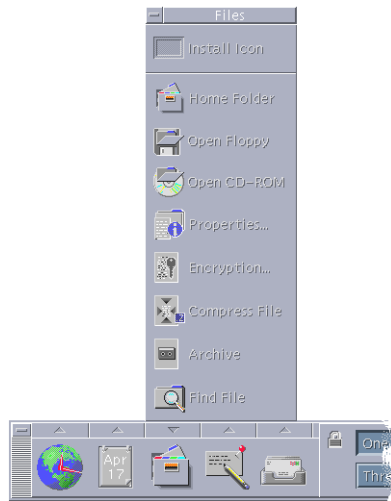 Files
Install Icon
Home Folder
Open Floppy
Open CD-ROM
Properties...
Encryption...
Compress File
Archive
Find File
Apr
17
One